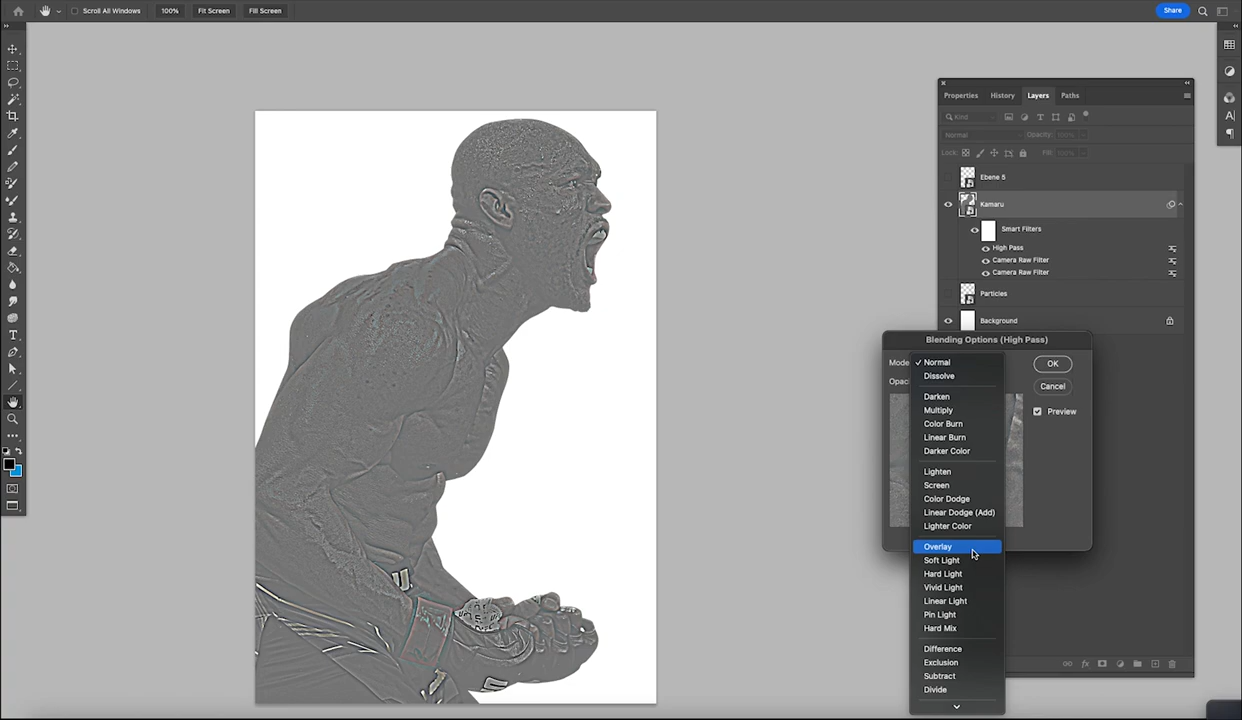 Scroll All Windows 100% Fit Screen Fill Screen Share
Properties History Layers Paths
Kind
Normal Opacity: 100%
Lock: Fill: 100%
Ebene 5
Kamaru
Smart Filters
High Pass
Camera Raw Filter
Camera Raw Filter
Particles
Background
Blending Options (High Pass)
Mode
Opac
✓ Normal
Dissolve
Darken
Multiply
Color Burn
Linear Burn
Darker Color
Lighten
Screen
Color Dodge
Linear Dodge (Add)
Lighter Color
Overlay
Soft Light
Hard Light
Vivid Light
Linear Light
Pin Light
Hard Mix
Difference
Exclusion
Subtract
Divide
OK
Cancel
Preview